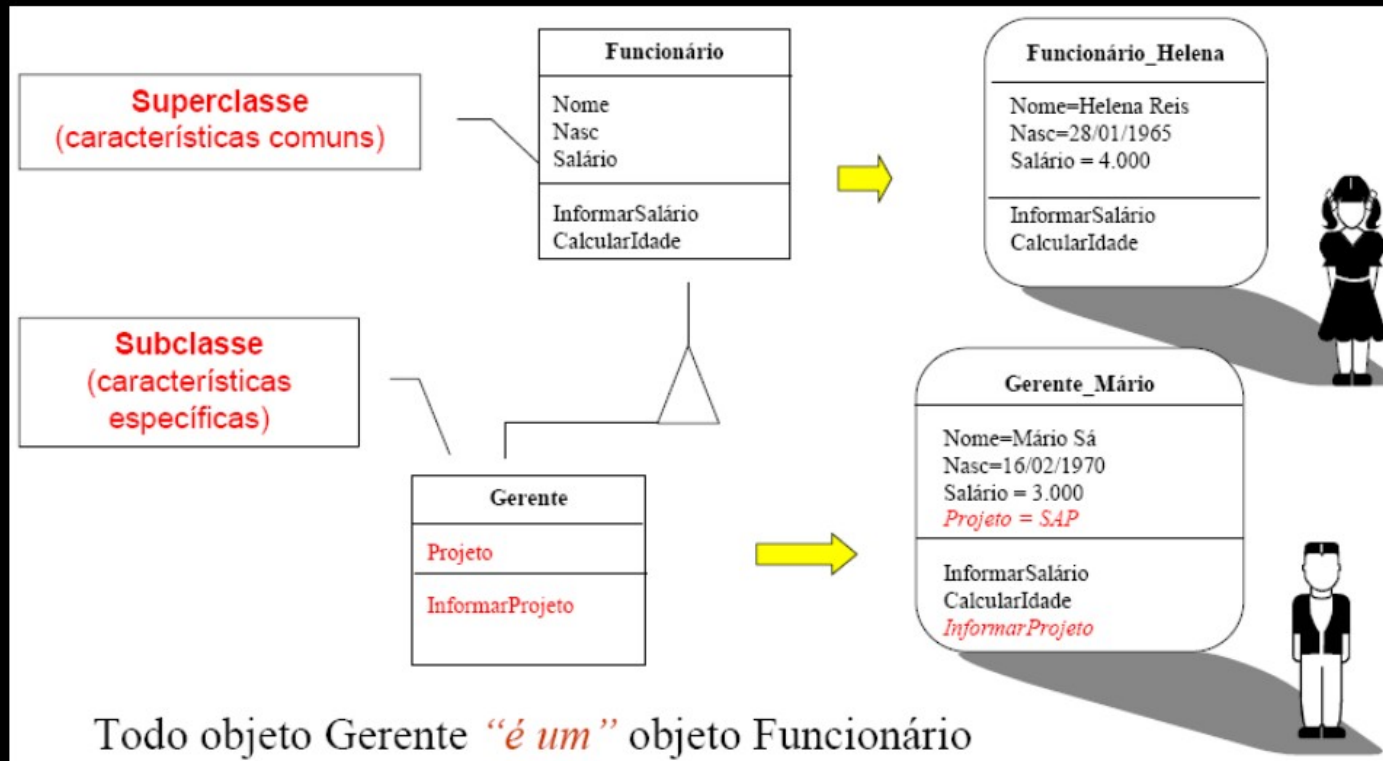 Superclasse
(características comuns)
Funcionário
Nome
Nasc
Salário
InformarSalário
CalcularIdade
Funcionário_Helena
Nome=Helena Reis
Nasc=28/01/1965
Salário = 4.000
InformarSalário
CalcularIdade
Subclasse
(características
específicas)
Gerente
Projeto
InformarProjeto
Gerente_Mário
Nome=Mário Sá
Nasc=16/02/1970
Salário = 3.000
Projeto = SAP
InformarSalário
CalcularIdade
InformarProjeto
Todo objeto Gerente “é um” objeto Funcionário